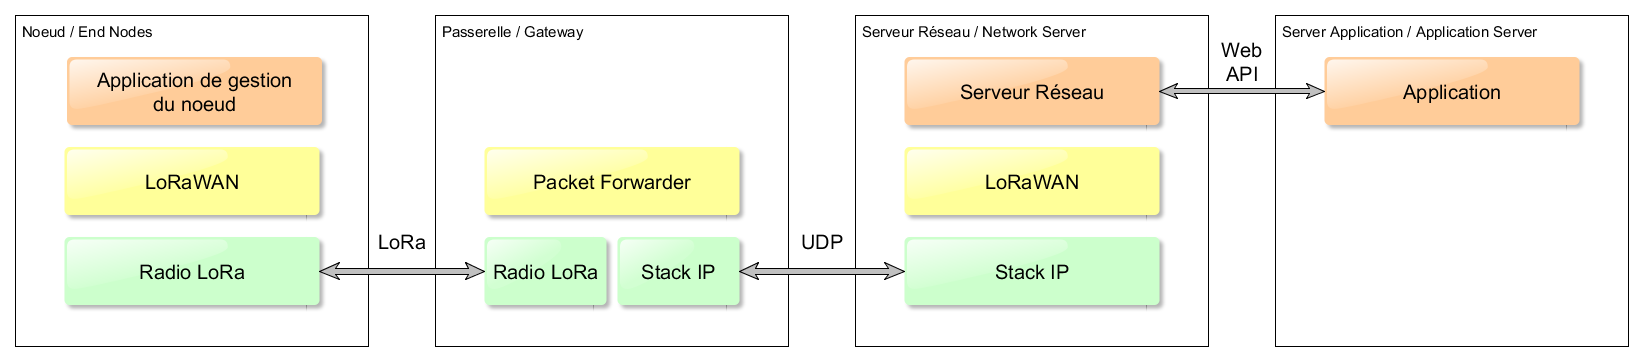 Noeud / End Nodes
Application de gestion
du noeud
LoRaWAN
Radio LoRa
LoRa
Passerelle / Gateway
Packet Forwarder
Radio LoRa
Stack IP
UDP
Serveur Réseau / Network Server
Serveur Réseau
LoRaWAN
Stack IP
Web
API
Server Application / Application Server
Application